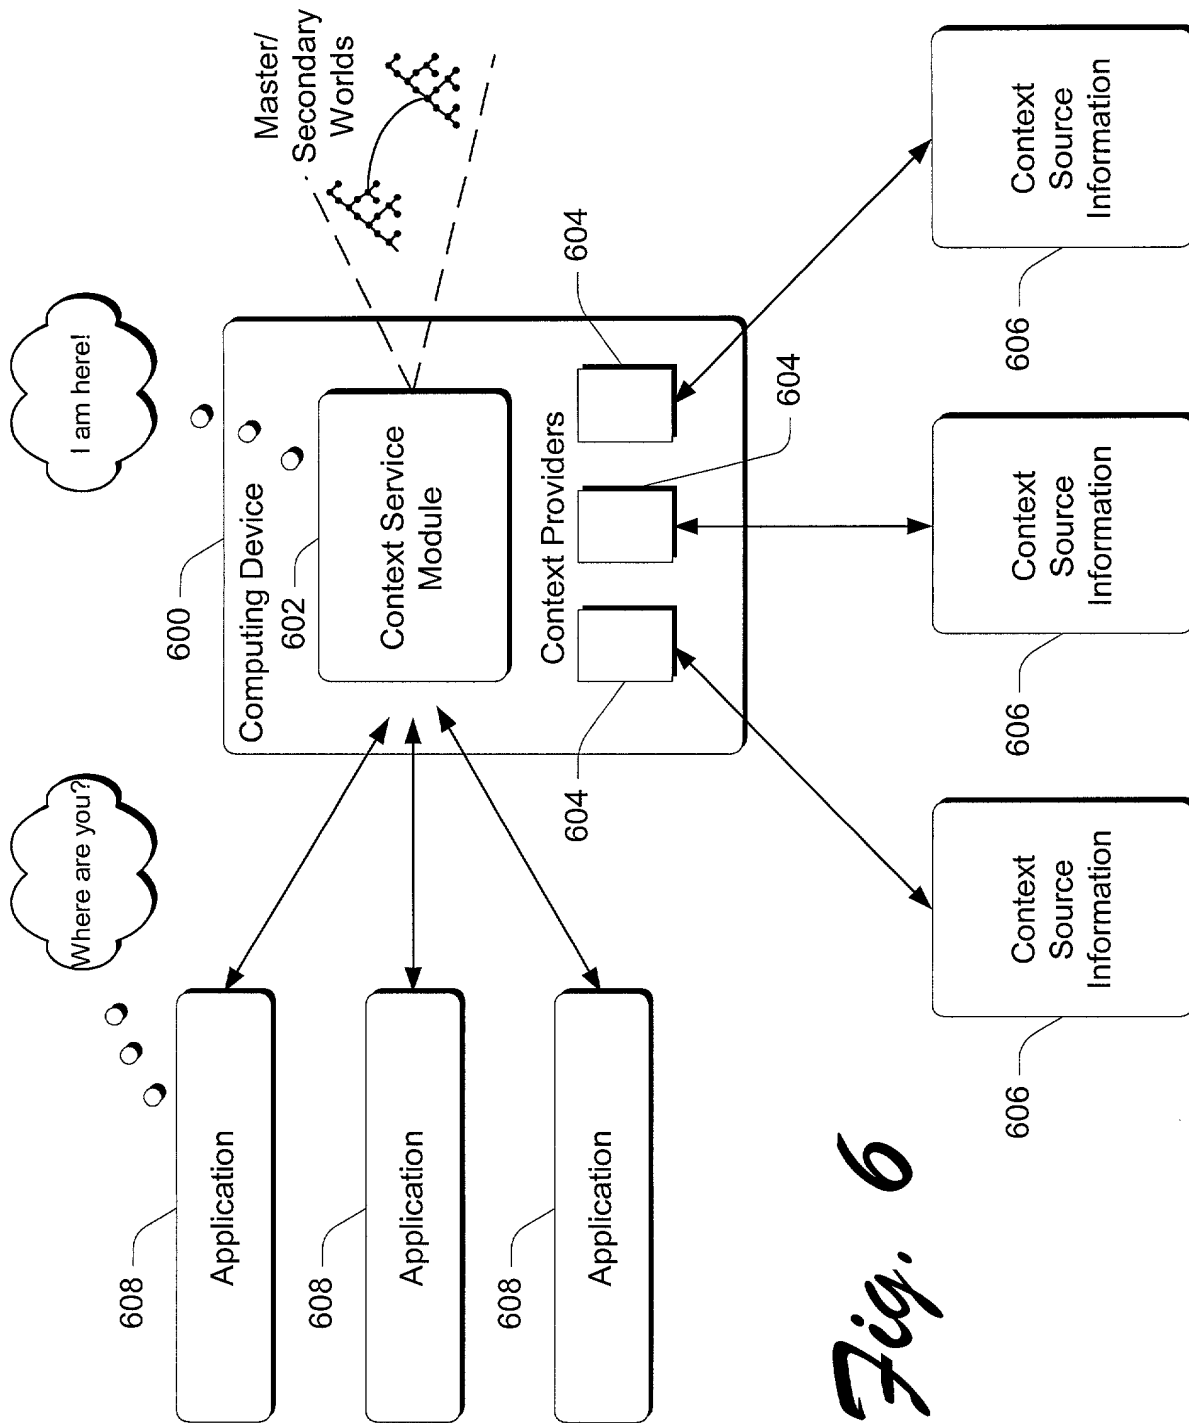 Where are you?
I am here!
Master/
Secondary
Worlds
608
Application
608
Application
608
Application
600
Computing Device
602
Context Service
Module
Context Providers
604
604
604
606
Context
Source
Information
606
Context
Source
Information
606
Context
Source
Information
Fig. 6